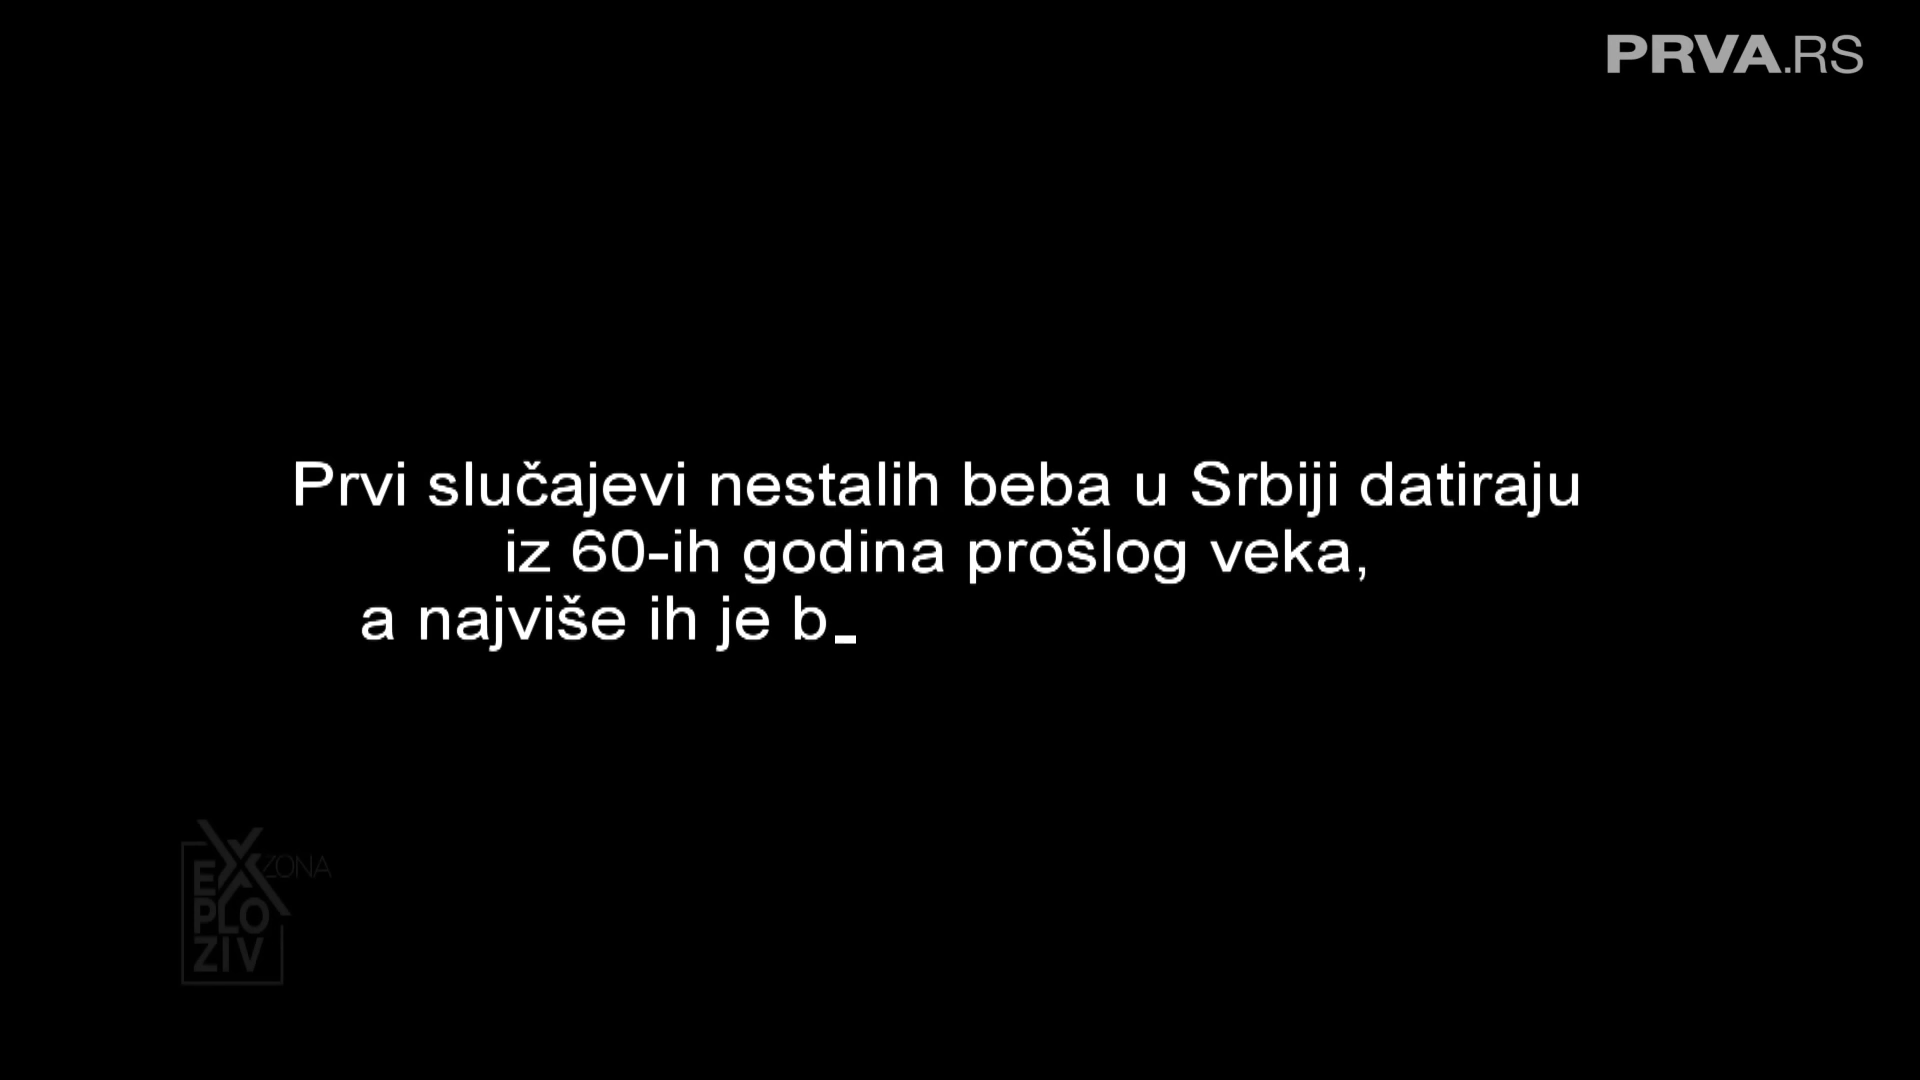 PRVA.RS
Prvi slučajevi nestalih beba u Srbiji datiraju
iz 60-ih godina prošlog veka,
a najviše ih je b_
EX ZONA
PLO
ZIV